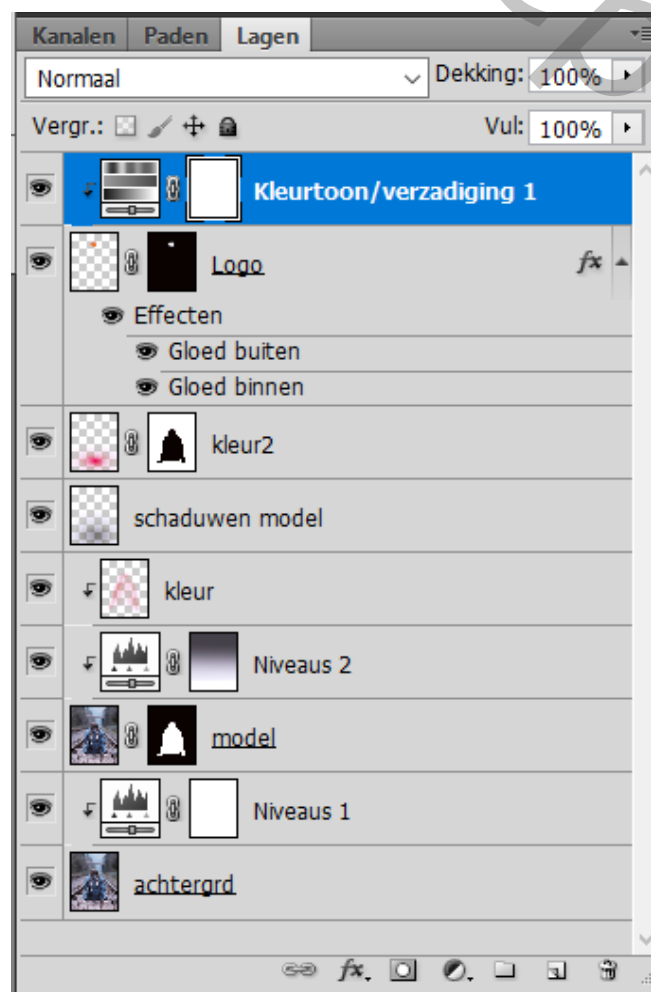 Kanalen Paden Lagen
Normaal Dekking: 100%
Vergr.: Vul: 100%
Kleurtoon/verzadiging 1
Logo fx
Effecten
Gloed buiten
Gloed binnen
kleur2
schaduwen model
kleur
Niveaus 2
model
Niveaus 1
achtergrd
fx.